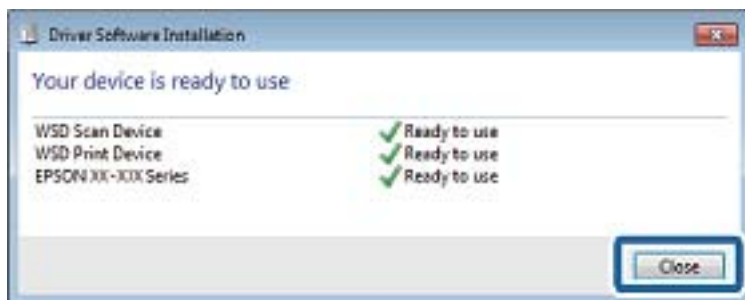 Driver Software Installation
Your device is ready to use
WSD Scan Device Ready to use
WSD Print Device Ready to use
EPSON XX-XXX Series Ready to use
Close